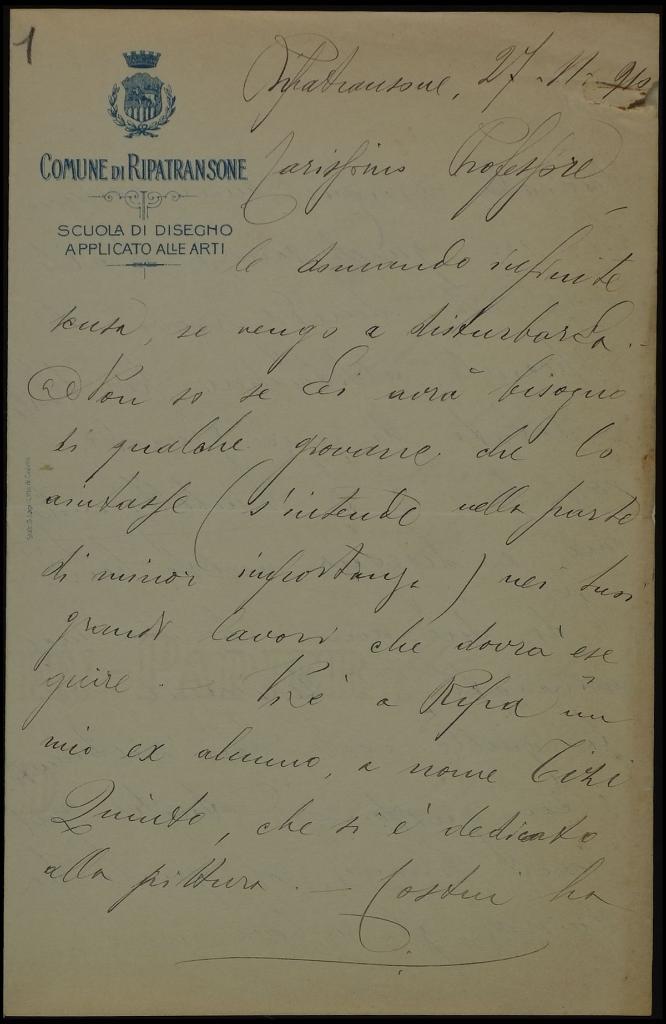 1
Ripatransone, 27-11-910
COMUNE DI RIPATRANSONE
SCUOLA DI DISEGNO
APPLICATO ALLE ARTI
Carissimo Professore
le domando infinite
scusa, se vengo a disturbarLa.
Non so se Lei avrà bisogno
di qualche giovane che lo
aiutasse (s'intende nella parte
di minor importanza) nei suoi
grandi lavori che dovrà ese
guire. Vi è a Ripa un
mio ex alunno, a nome Tizi
Quinto, che si è dedicato
alla pittura. — Costui ha